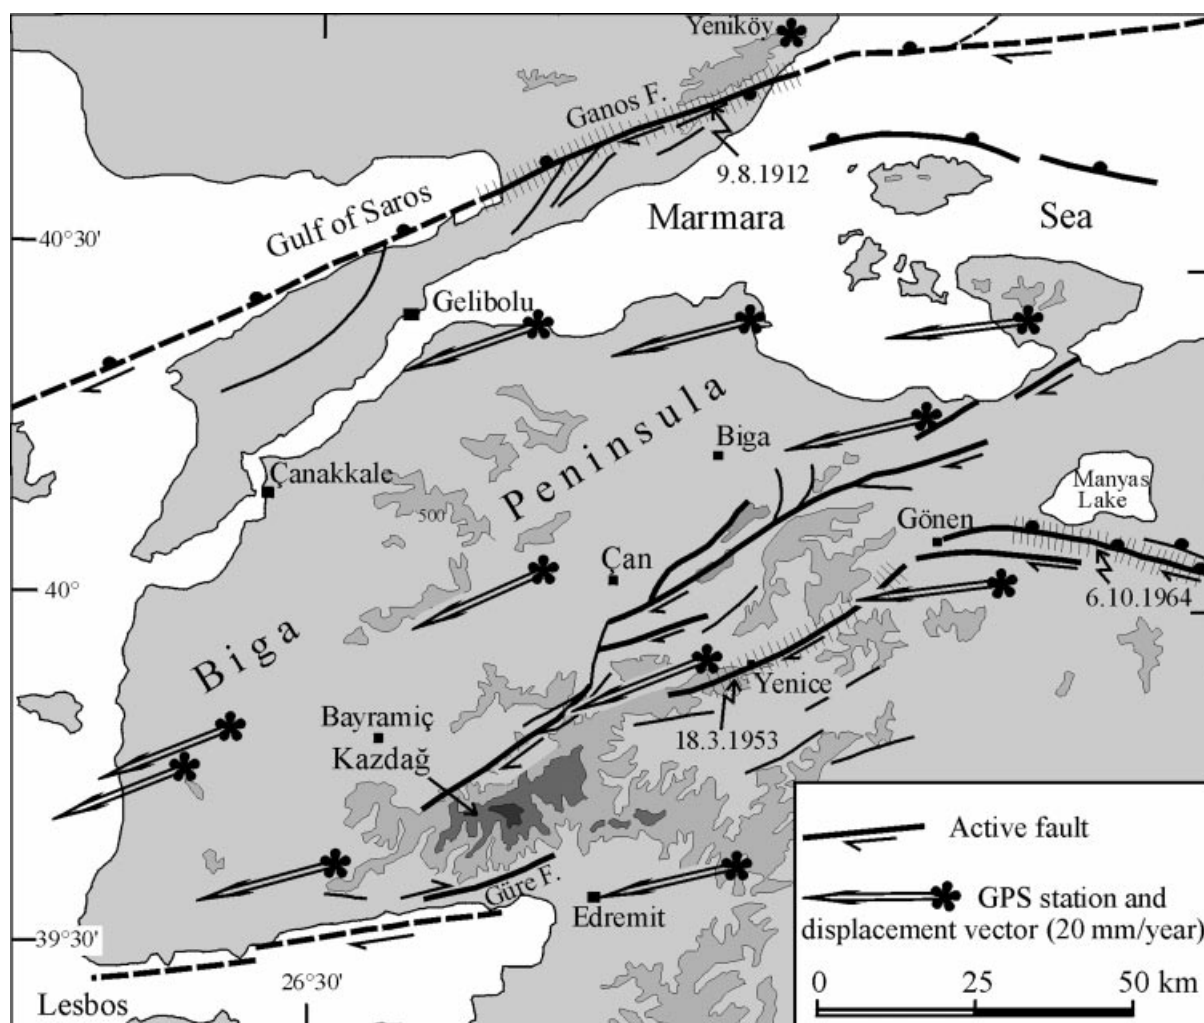 Yeniköy
Ganos F.
9.8.1912
Gulf of Saros
Marmara
Sea
40°30'
Gelibolu
Biga Peninsula
Biga
Çanakkale
500
Manyas
Lake
Gönen
Çan
40°
6.10.1964
Yenice
Bayramiç
Kazdağ
18.3.1953
Güre F.
Edremit
39°30'
26°30'
Lesbos
Active fault
GPS station and
displacement vector (20 mm/year)
0 25 50 km